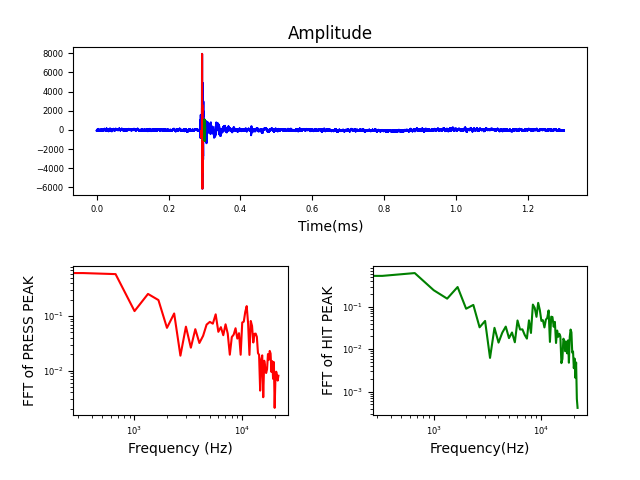 Amplitude
8000
6000
4000
2000
0
−2000
−4000
−6000
0.0 0.2 0.4 0.6 0.8 1.0 1.2
Time(ms)
FFT of PRESS PEAK
10⁻¹
10⁻²
10³ 10⁴
Frequency (Hz)
FFT of HIT PEAK
10⁻¹
10⁻²
10⁻³
10³ 10⁴
Frequency(Hz)